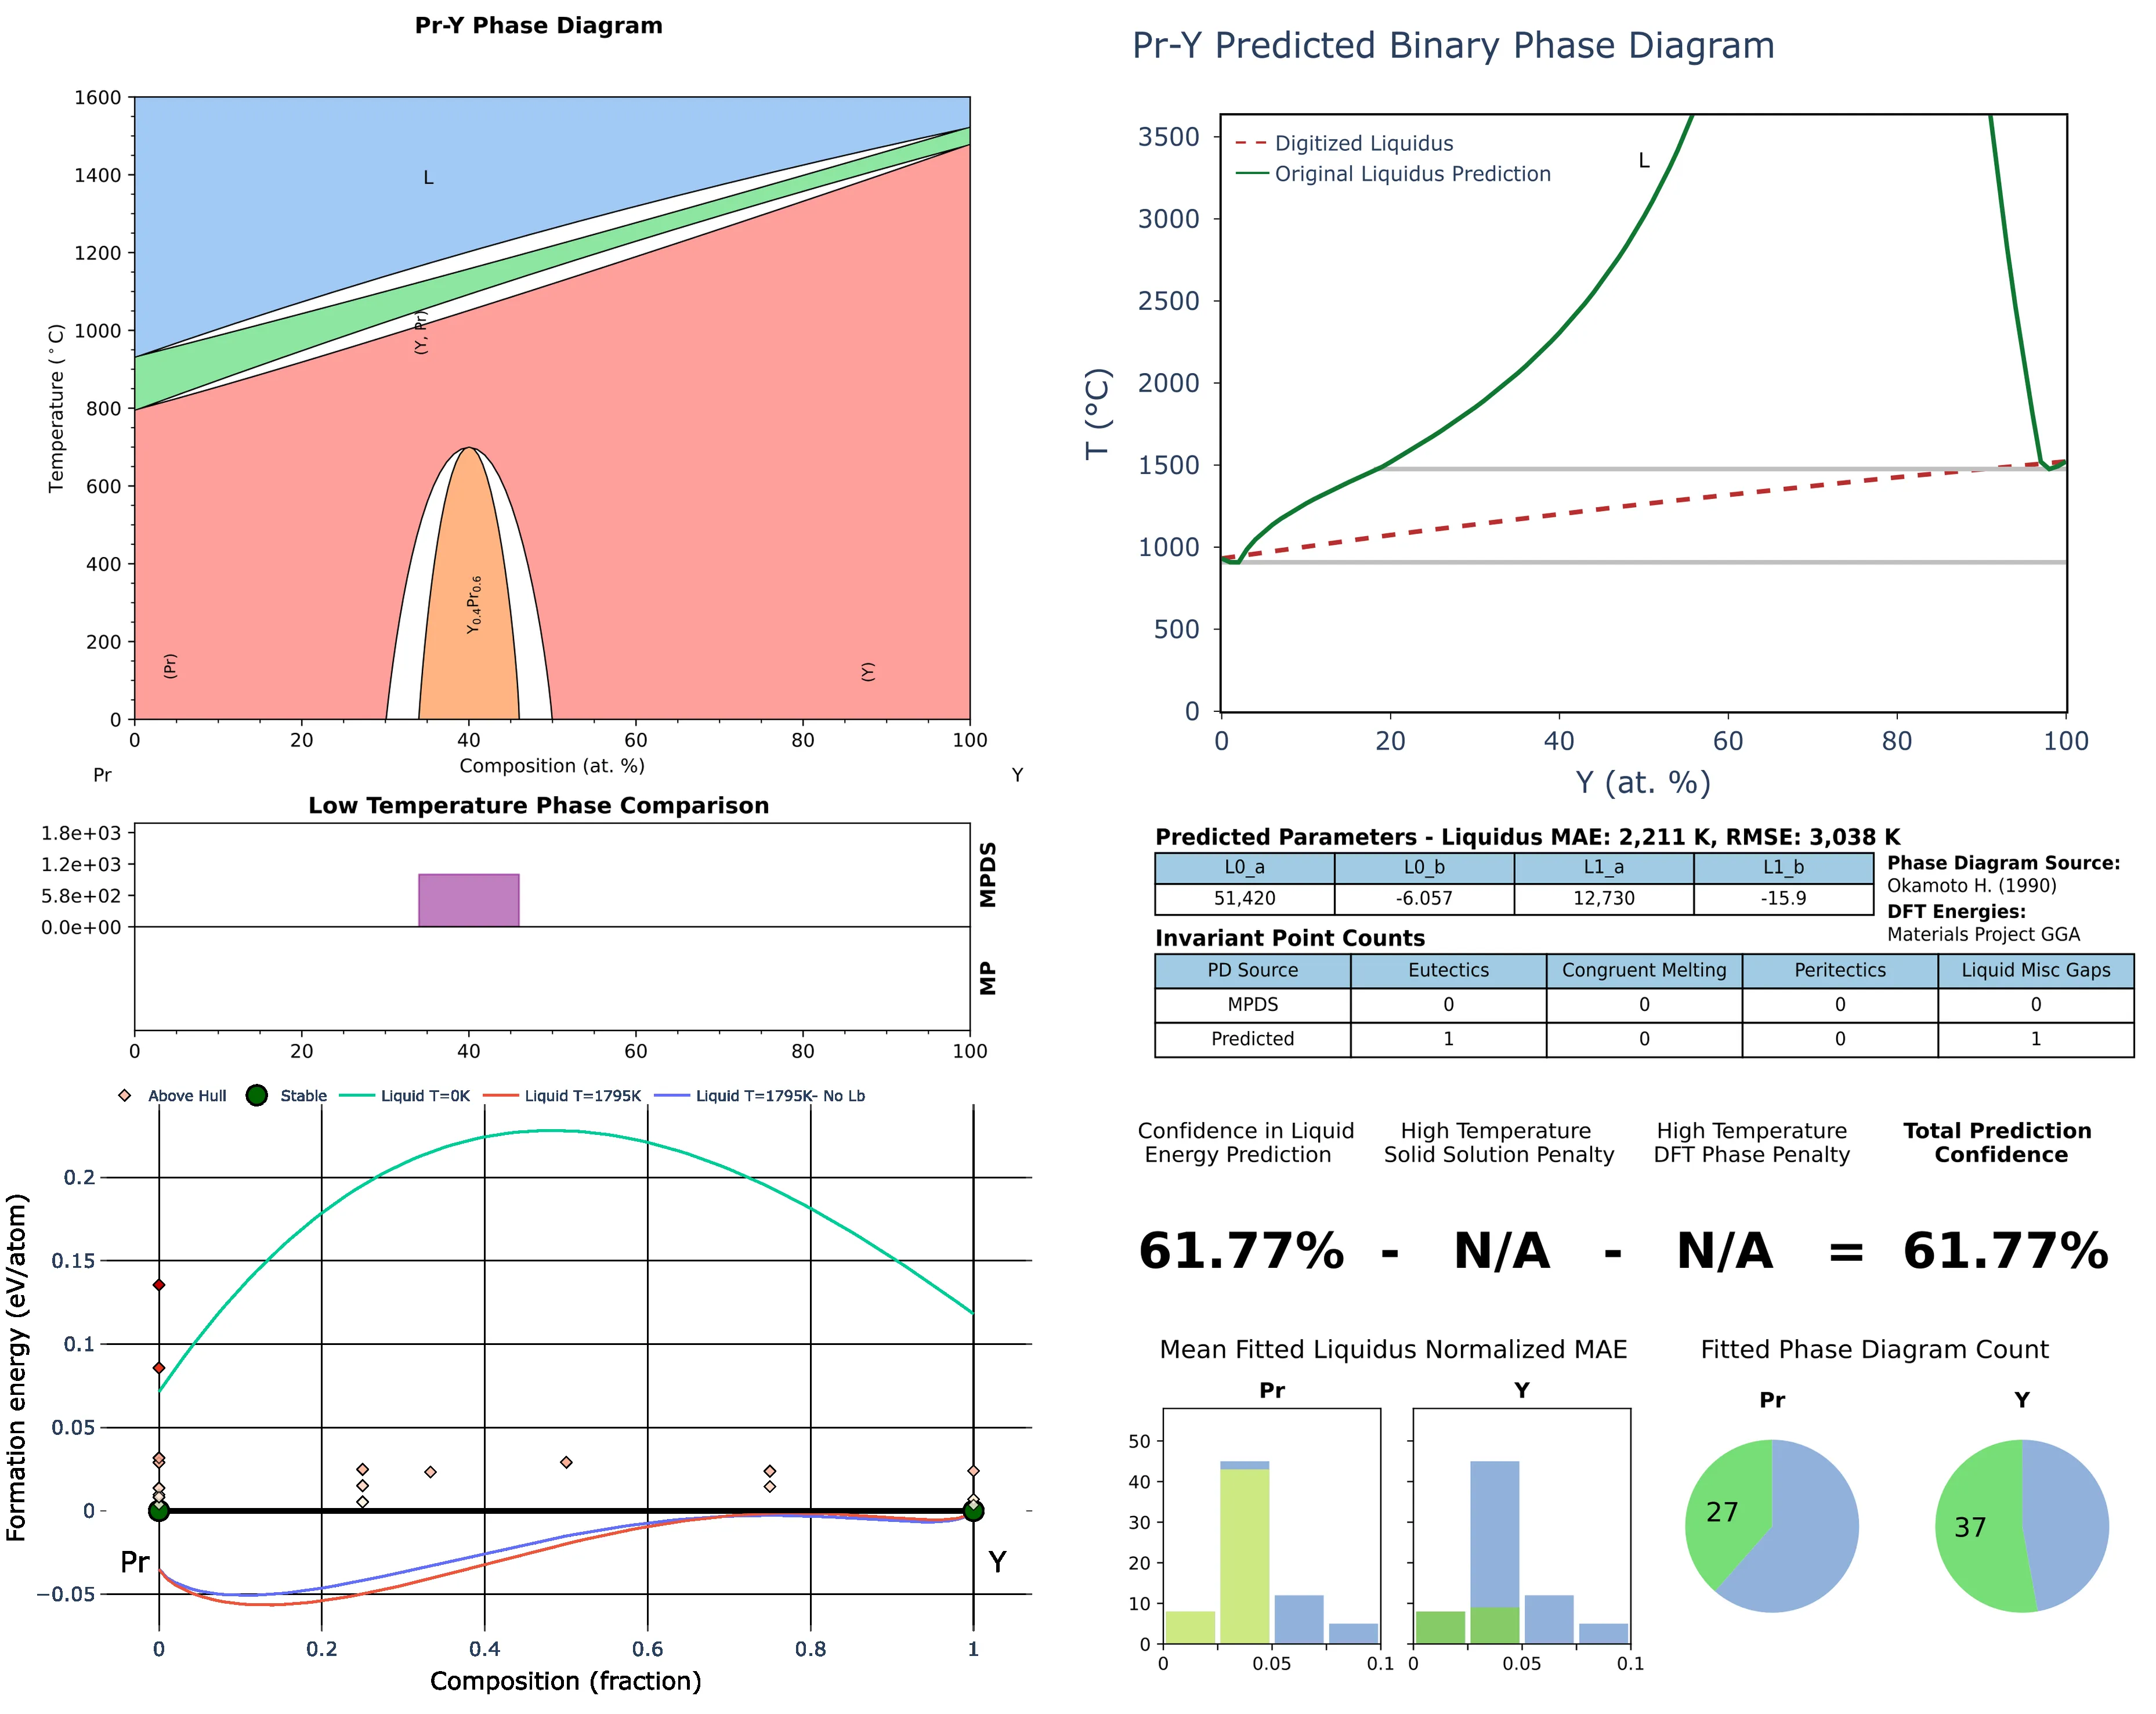 Pr-Y Phase Diagram
1600
1400
1200
1000
800
600
400
200
0
Temperature (°C)
L
(Y, Pr)
Y0.4Pr0.6
(Pr)
(Y)
0 20 40 60 80 100
Composition (at. %)
Pr Y
Low Temperature Phase Comparison
1.8e+03
1.2e+03
5.8e+02
0.0e+00
MPDS
MP
0 20 40 60 80 100
Above Hull Stable Liquid T=0K Liquid T=1795K Liquid T=1795K- No Lb
0.2
0.15
0.1
0.05
0
−0.05
Formation energy (eV/atom)
Pr Y
0 0.2 0.4 0.6 0.8 1
Composition (fraction)
Pr-Y Predicted Binary Phase Diagram
3500
3000
2500
2000
1500
1000
500
0
T (°C)
Digitized Liquidus
Original Liquidus Prediction
L
0 20 40 60 80 100
Y (at. %)
Predicted Parameters - Liquidus MAE: 2,211 K, RMSE: 3,038 K
L0_a L0_b L1_a L1_b
51,420 -6.057 12,730 -15.9
Phase Diagram Source:
Okamoto H. (1990)
DFT Energies:
Materials Project GGA
Invariant Point Counts
PD Source Eutectics Congruent Melting Peritectics Liquid Misc Gaps
MPDS 0 0 0 0
Predicted 1 0 0 1
Confidence in Liquid
Energy Prediction
High Temperature
Solid Solution Penalty
High Temperature
DFT Phase Penalty
Total Prediction
Confidence
61.77% - N/A - N/A = 61.77%
Mean Fitted Liquidus Normalized MAE
Pr Y
50
40
30
20
10
0
0 0.05 0.1
0 0.05 0.1
Fitted Phase Diagram Count
Pr Y
27 37